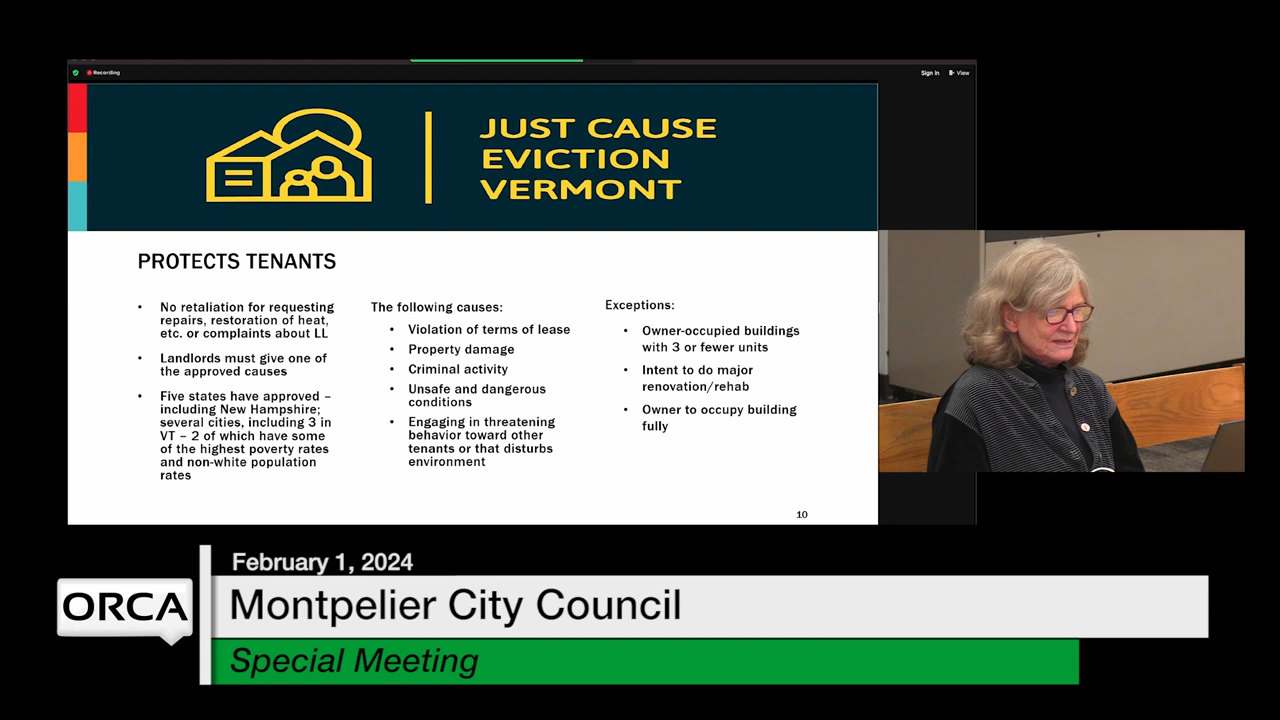 Recording
Sign In
View
JUST CAUSE
EVICTION
VERMONT
PROTECTS TENANTS
• No retaliation for requesting
repairs, restoration of heat,
etc. or complaints about LL
• Landlords must give one of
the approved causes
• Five states have approved –
including New Hampshire;
several cities, including 3 in
VT – 2 of which have some
of the highest poverty rates
and non-white population
rates
The following causes:
• Violation of terms of lease
• Property damage
• Criminal activity
• Unsafe and dangerous
conditions
• Engaging in threatening
behavior toward other
tenants or that disturbs
environment
Exceptions:
• Owner-occupied buildings
with 3 or fewer units
• Intent to do major
renovation/rehab
• Owner to occupy building
fully
10
February 1, 2024
ORCA
Montpelier City Council
Special Meeting